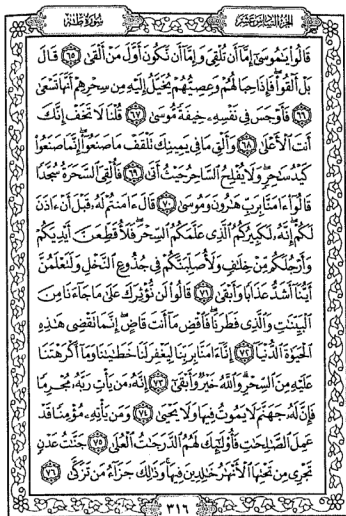 الجزء السادس عشر
سورة طه
قَالُوا۟ يَـٰمُوسَىٰٓ إِمَّآ أَن تُلْقِىَ وَإِمَّآ أَن نَّكُونَ أَوَّلَ مَنْ أَلْقَىٰ ٦٥ قَالَ
بَلْ أَلْقُوا۟ ۖ فَإِذَا حِبَالُهُمْ وَعِصِيُّهُمْ يُخَيَّلُ إِلَيْهِ مِن سِحْرِهِمْ أَنَّهَا تَسْعَىٰ
٦٦ فَأَوْجَسَ فِى نَفْسِهِۦ خِيفَةً مُّوسَىٰ ٦٧ قُلْنَا لَا تَخَفْ إِنَّكَ
أَنتَ ٱلْأَعْلَىٰ ٦٨ وَأَلْقِ مَا فِى يَمِينِكَ تَلْقَفْ مَا صَنَعُوٓا۟ ۖ إِنَّمَا صَنَعُوا۟
كَيْدُ سَـٰحِرٍ ۖ وَلَا يُفْلِحُ ٱلسَّاحِرُ حَيْثُ أَتَىٰ ٦٩ فَأُلْقِىَ ٱلسَّحَرَةُ سُجَّدًا
قَالُوٓا۟ ءَامَنَّا بِرَبِّ هَـٰرُونَ وَمُوسَىٰ ٧٠ قَالَ ءَامَنتُمْ لَهُۥ قَبْلَ أَنْ ءَاذَنَ
لَكُمْ ۖ إِنَّهُۥ لَكَبِيرُكُمُ ٱلَّذِى عَلَّمَكُمُ ٱلسِّحْرَ ۖ فَلَأُقَطِّعَنَّ أَيْدِيَكُمْ
وَأَرْجُلَكُم مِّنْ خِلَـٰفٍ وَلَأُصَلِّبَنَّكُمْ فِى جُذُوعِ ٱلنَّخْلِ وَلَتَعْلَمُنَّ
أَيُّنَآ أَشَدُّ عَذَابًا وَأَبْقَىٰ ٧١ قَالُوا۟ لَن نُّؤْثِرَكَ عَلَىٰ مَا جَآءَنَا مِنَ
ٱلْبَيِّنَـٰتِ وَٱلَّذِى فَطَرَنَا ۖ فَٱقْضِ مَآ أَنتَ قَاضٍ ۖ إِنَّمَا تَقْضِى هَـٰذِهِ
ٱلْحَيَوٰةَ ٱلدُّنْيَآ ٧٢ إِنَّآ ءَامَنَّا بِرَبِّنَا لِيَغْفِرَ لَنَا خَطَـٰيَـٰنَا وَمَآ أَكْرَهْتَنَا
عَلَيْهِ مِنَ ٱلسِّحْرِ ۗ وَٱللَّهُ خَيْرٌ وَأَبْقَىٰٓ ٧٣ إِنَّهُۥ مَن يَأْتِ رَبَّهُۥ مُجْرِمًا
فَإِنَّ لَهُۥ جَهَنَّمَ لَا يَمُوتُ فِيهَا وَلَا يَحْيَىٰ ٧٤ وَمَن يَأْتِهِۦ مُؤْمِنًا قَدْ
عَمِلَ ٱلصَّـٰلِحَـٰتِ فَأُو۟لَـٰٓئِكَ لَهُمُ ٱلدَّرَجَـٰتُ ٱلْعُلَىٰ ٧٥ جَنَّـٰتُ عَدْنٍ
تَجْرِى مِن تَحْتِهَا ٱلْأَنْهَـٰرُ خَـٰلِدِينَ فِيهَا ۚ وَذَٰلِكَ جَزَآءُ مَن تَزَكَّىٰ ٧٦
٣١٦